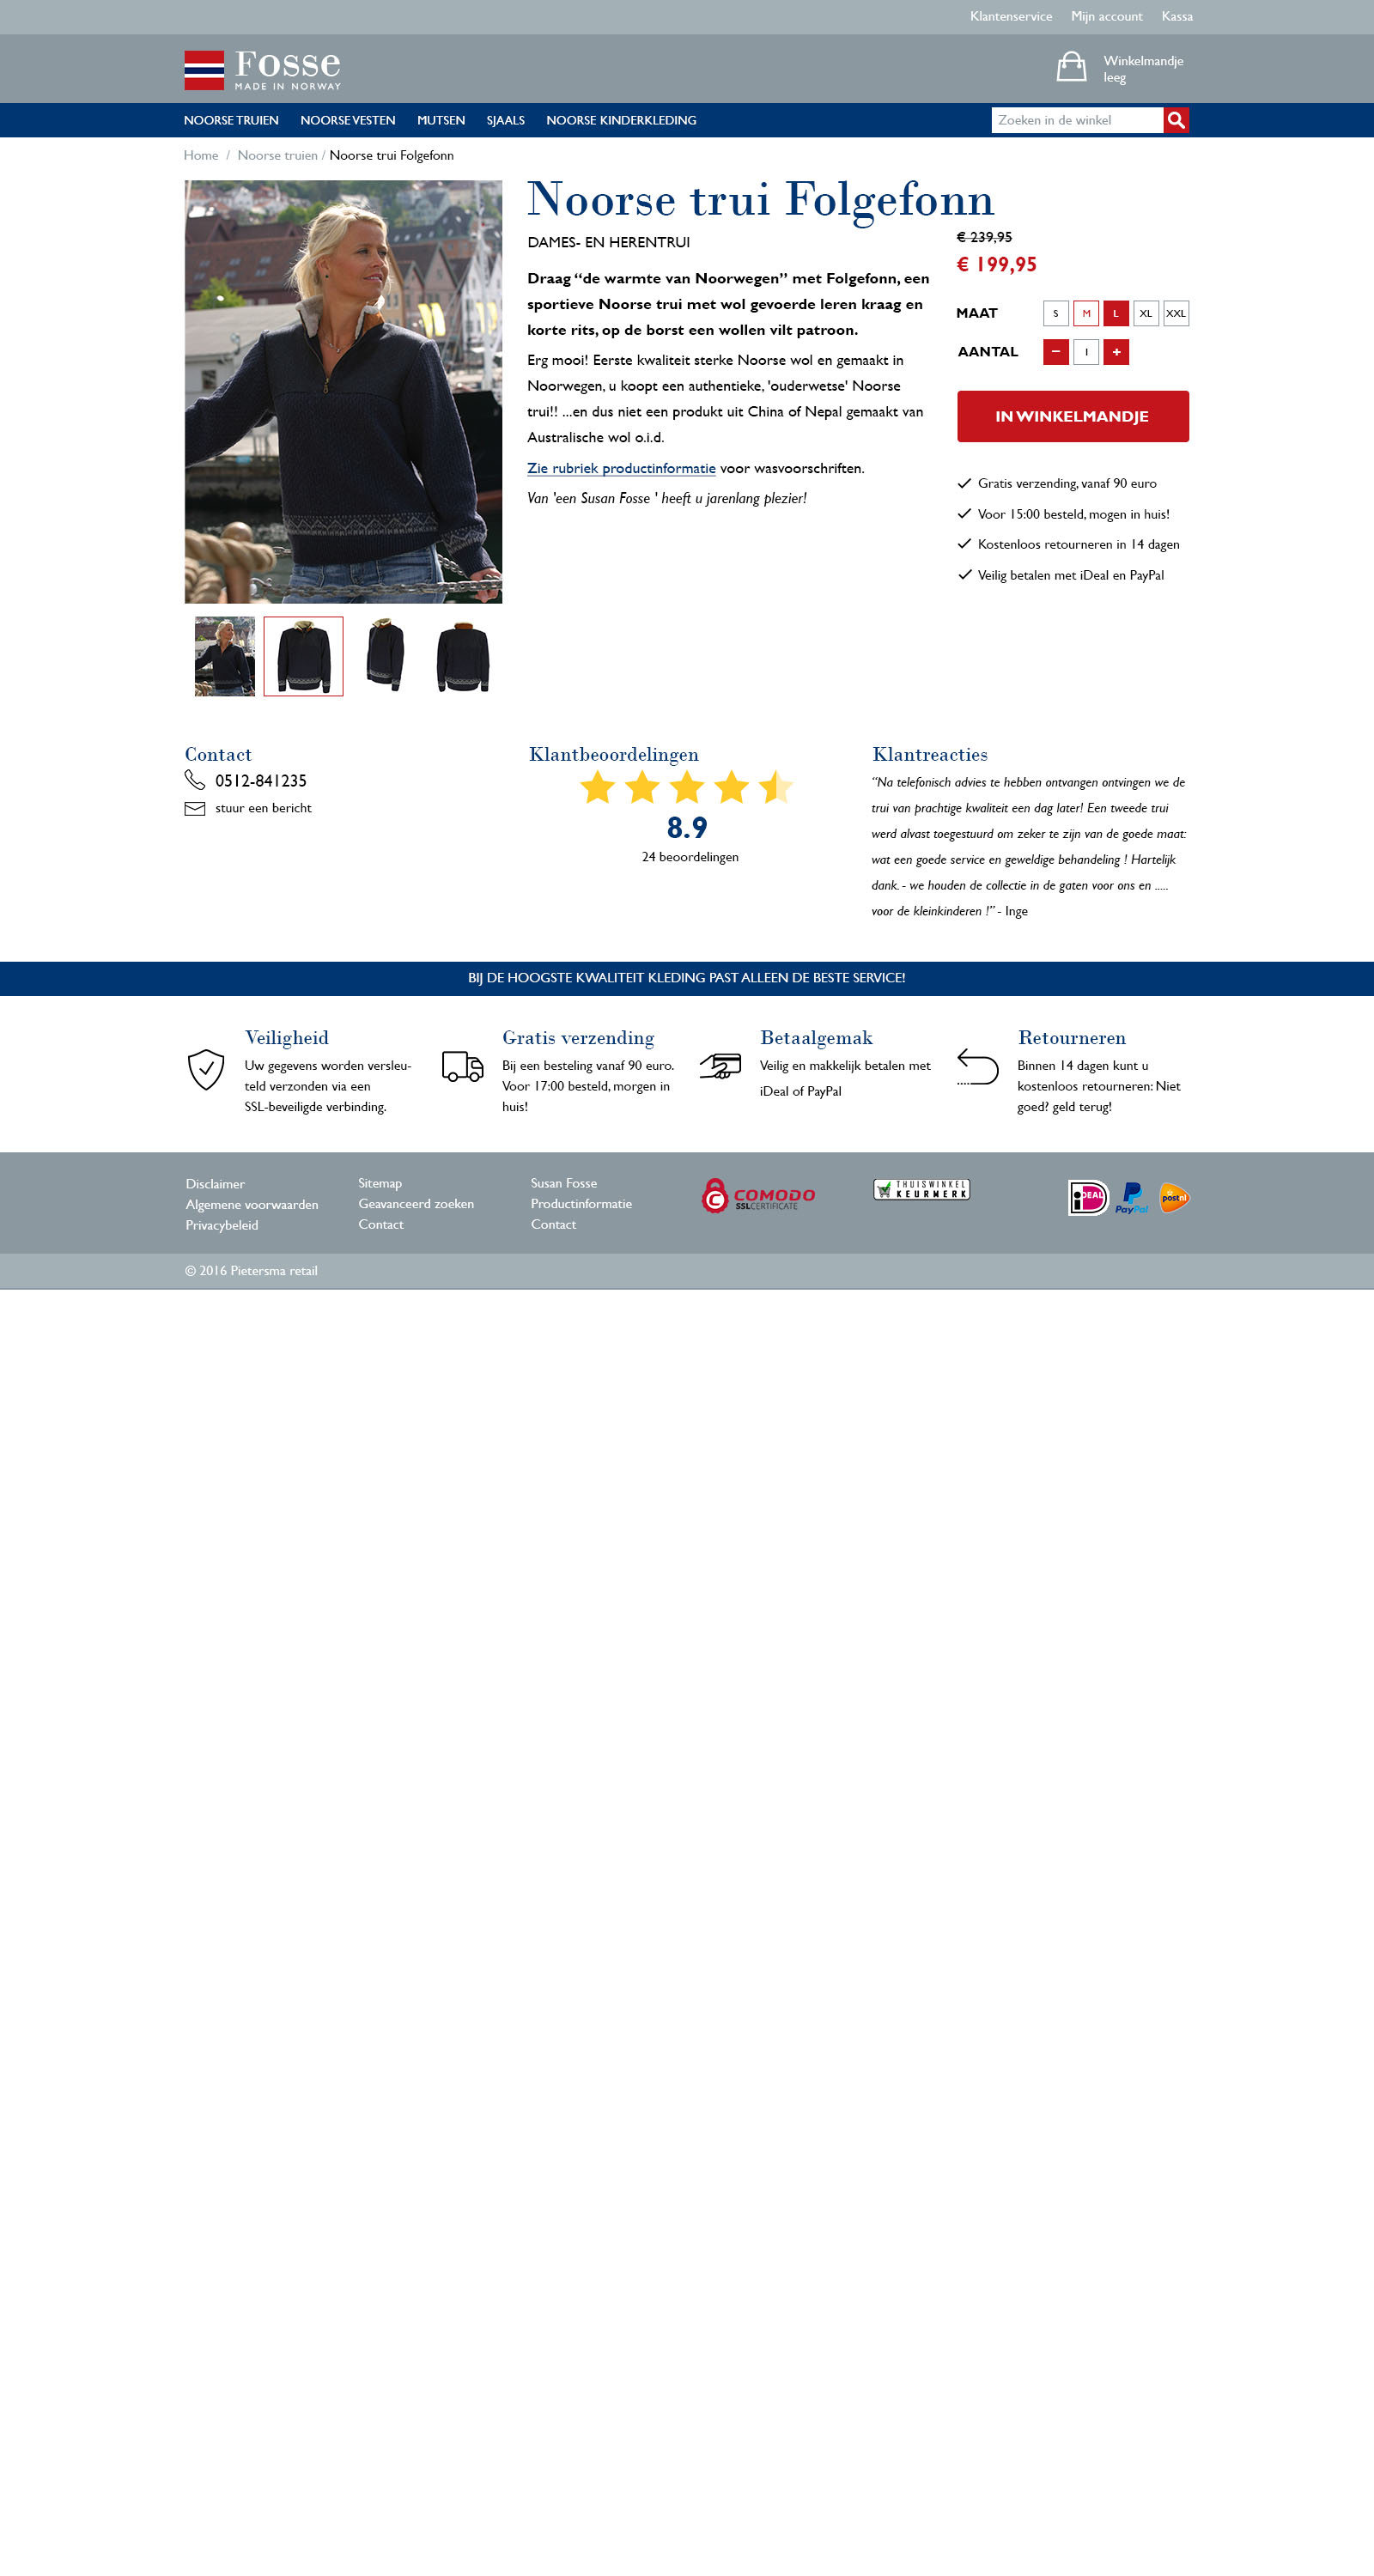 Klantenservice Mijn account Kassa
Fosse
MADE IN NORWAY
Winkelmandje
leeg
NOORSE TRUIEN NOORSE VESTEN MUTSEN SJAALS NOORSE KINDERKLEDING
Zoeken in de winkel
Home / Noorse truien / Noorse trui Folgefonn
Noorse trui Folgefonn
DAMES- EN HERENTRUI
Draag “de warmte van Noorwegen” met Folgefonn, een
sportieve Noorse trui met wol gevoerde leren kraag en
korte rits, op de borst een wollen vilt patroon.
Erg mooi! Eerste kwaliteit sterke Noorse wol en gemaakt in
Noorwegen, u koopt een authentieke, 'ouderwetse' Noorse
trui!! ...en dus niet een produkt uit China of Nepal gemaakt van
Australische wol o.i.d.
Zie rubriek productinformatie voor wasvoorschriften.
Van 'een Susan Fosse ' heeft u jarenlang plezier!
€ 239,95
€ 199,95
MAAT S M L XL XXL
AANTAL − 1 +
IN WINKELMANDJE
Gratis verzending, vanaf 90 euro
Voor 15:00 besteld, mogen in huis!
Kostenloos retourneren in 14 dagen
Veilig betalen met iDeal en PayPal
Contact
0512-841235
stuur een bericht
Klantbeoordelingen
8.9
24 beoordelingen
Klantreacties
“Na telefonisch advies te hebben ontvangen ontvingen we de
trui van prachtige kwaliteit een dag later! Een tweede trui
werd alvast toegestuurd om zeker te zijn van de goede maat:
wat een goede service en geweldige behandeling ! Hartelijk
dank. - we houden de collectie in de gaten voor ons en .....
voor de kleinkinderen !” - Inge
BIJ DE HOOGSTE KWALITEIT KLEDING PAST ALLEEN DE BESTE SERVICE!
Veiligheid
Uw gegevens worden versleu-
teld verzonden via een
SSL-beveiligde verbinding.
Gratis verzending
Bij een besteling vanaf 90 euro.
Voor 17:00 besteld, morgen in
huis!
Betaalgemak
Veilig en makkelijk betalen met
iDeal of PayPal
Retourneren
Binnen 14 dagen kunt u
kostenloos retourneren: Niet
goed? geld terug!
Disclaimer
Algemene voorwaarden
Privacybeleid
Sitemap
Geavanceerd zoeken
Contact
Susan Fosse
Productinformatie
Contact
COMODO
SSLCERTIFICATE
THUISWINKEL
KEURMERK
iDEAL
PayPal
postnl
© 2016 Pietersma retail